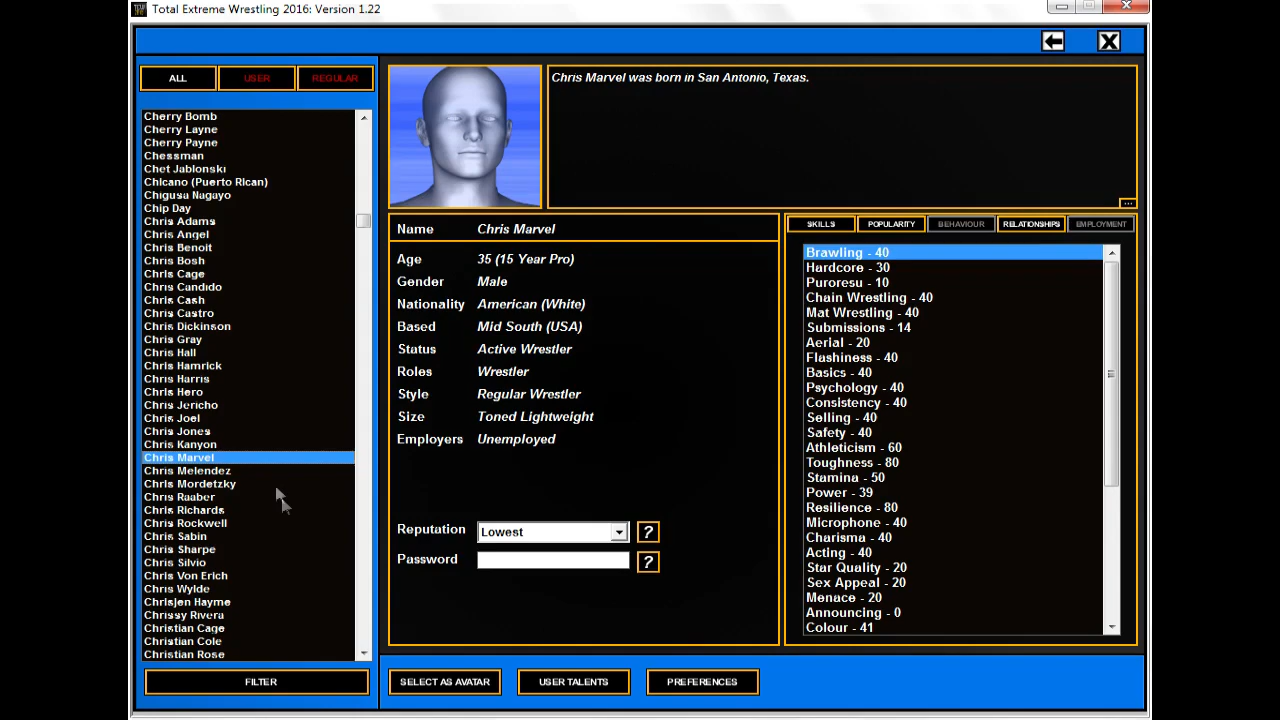 Total Extreme Wrestling 2016: Version 1.22
ALL
USER
REGULAR
Cherry Bomb
Cherry Layne
Cherry Payne
Chessman
Chet Jablonski
Chicano (Puerto Rican)
Chigusa Nagayo
Chip Day
Chris Adams
Chris Angel
Chris Benoit
Chris Bosh
Chris Cage
Chris Candido
Chris Cash
Chris Castro
Chris Dickinson
Chris Gray
Chris Hall
Chris Hamrick
Chris Harris
Chris Hero
Chris Jericho
Chris Joel
Chris Jones
Chris Kanyon
Chris Marvel
Chris Melendez
Chris Mordetzky
Chris Raaber
Chris Richards
Chris Rockwell
Chris Sabin
Chris Sharpe
Chris Silvio
Chris Von Erich
Chris Wylde
Chrisjen Hayme
Chrissy Rivera
Christian Cage
Christian Cole
Christian Rose
FILTER
Chris Marvel was born in San Antonio, Texas.
...
Name Chris Marvel
Age 35 (15 Year Pro)
Gender Male
Nationality American (White)
Based Mid South (USA)
Status Active Wrestler
Roles Wrestler
Style Regular Wrestler
Size Toned Lightweight
Employers Unemployed
Reputation Lowest ?
Password ?
SKILLS
POPULARITY
BEHAVIOUR
RELATIONSHIPS
EMPLOYMENT
Brawling - 40
Hardcore - 30
Puroresu - 10
Chain Wrestling - 40
Mat Wrestling - 40
Submissions - 14
Aerial - 20
Flashiness - 40
Basics - 40
Psychology - 40
Consistency - 40
Selling - 40
Safety - 40
Athleticism - 60
Toughness - 80
Stamina - 50
Power - 39
Resilience - 80
Microphone - 40
Charisma - 40
Acting - 40
Star Quality - 20
Sex Appeal - 20
Menace - 20
Announcing - 0
Colour - 41
SELECT AS AVATAR
USER TALENTS
PREFERENCES